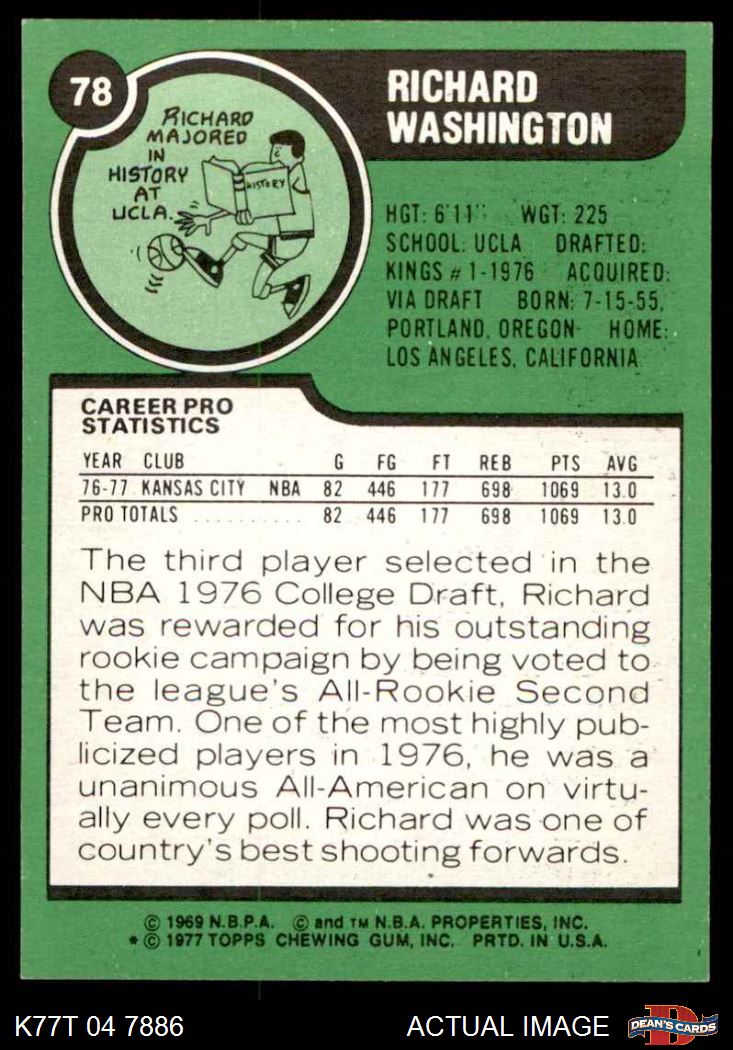 78
RICHARD
WASHINGTON
RICHARD
MAJORED
IN
HISTORY
AT
UCLA.
HISTORY
HGT: 6'11" WGT: 225
SCHOOL: UCLA DRAFTED:
KINGS # 1-1976 ACQUIRED:
VIA DRAFT BORN: 7-15-55,
PORTLAND, OREGON HOME:
LOS ANGELES, CALIFORNIA
CAREER PRO
STATISTICS
YEAR CLUB G FG FT REB PTS AVG
76-77 KANSAS CITY NBA 82 446 177 698 1069 13.0
PRO TOTALS .......... 82 446 177 698 1069 13.0
The third player selected in the
NBA 1976 College Draft, Richard
was rewarded for his outstanding
rookie campaign by being voted to
the league's All-Rookie Second
Team. One of the most highly pub-
licized players in 1976, he was a
unanimous All-American on virtu-
ally every poll. Richard was one of
country's best shooting forwards.
© 1969 N.B.P.A. © and TM N.B.A. PROPERTIES, INC.
* © 1977 TOPPS CHEWING GUM, INC. PRTD. IN U.S.A.
K77T 04 7886 ACTUAL IMAGE D DEAN'S CARDS